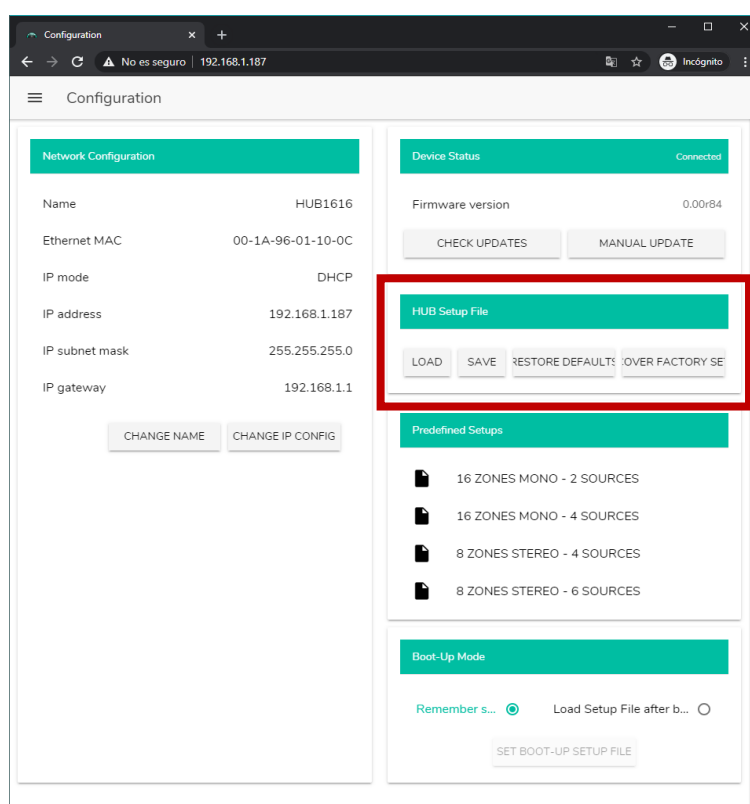 Configuration
No es seguro | 192.168.1.187
Incógnito
Configuration
Network Configuration
Name HUB1616
Ethernet MAC 00-1A-96-01-10-0C
IP mode DHCP
IP address 192.168.1.187
IP subnet mask 255.255.255.0
IP gateway 192.168.1.1
CHANGE NAME CHANGE IP CONFIG
Device Status Connected
Firmware version 0.00r84
CHECK UPDATES MANUAL UPDATE
HUB Setup File
LOAD SAVE RESTORE DEFAULTS COVER FACTORY SE
Predefined Setups
16 ZONES MONO - 2 SOURCES
16 ZONES MONO - 4 SOURCES
8 ZONES STEREO - 4 SOURCES
8 ZONES STEREO - 6 SOURCES
Boot-Up Mode
Remember s... Load Setup File after b...
SET BOOT-UP SETUP FILE